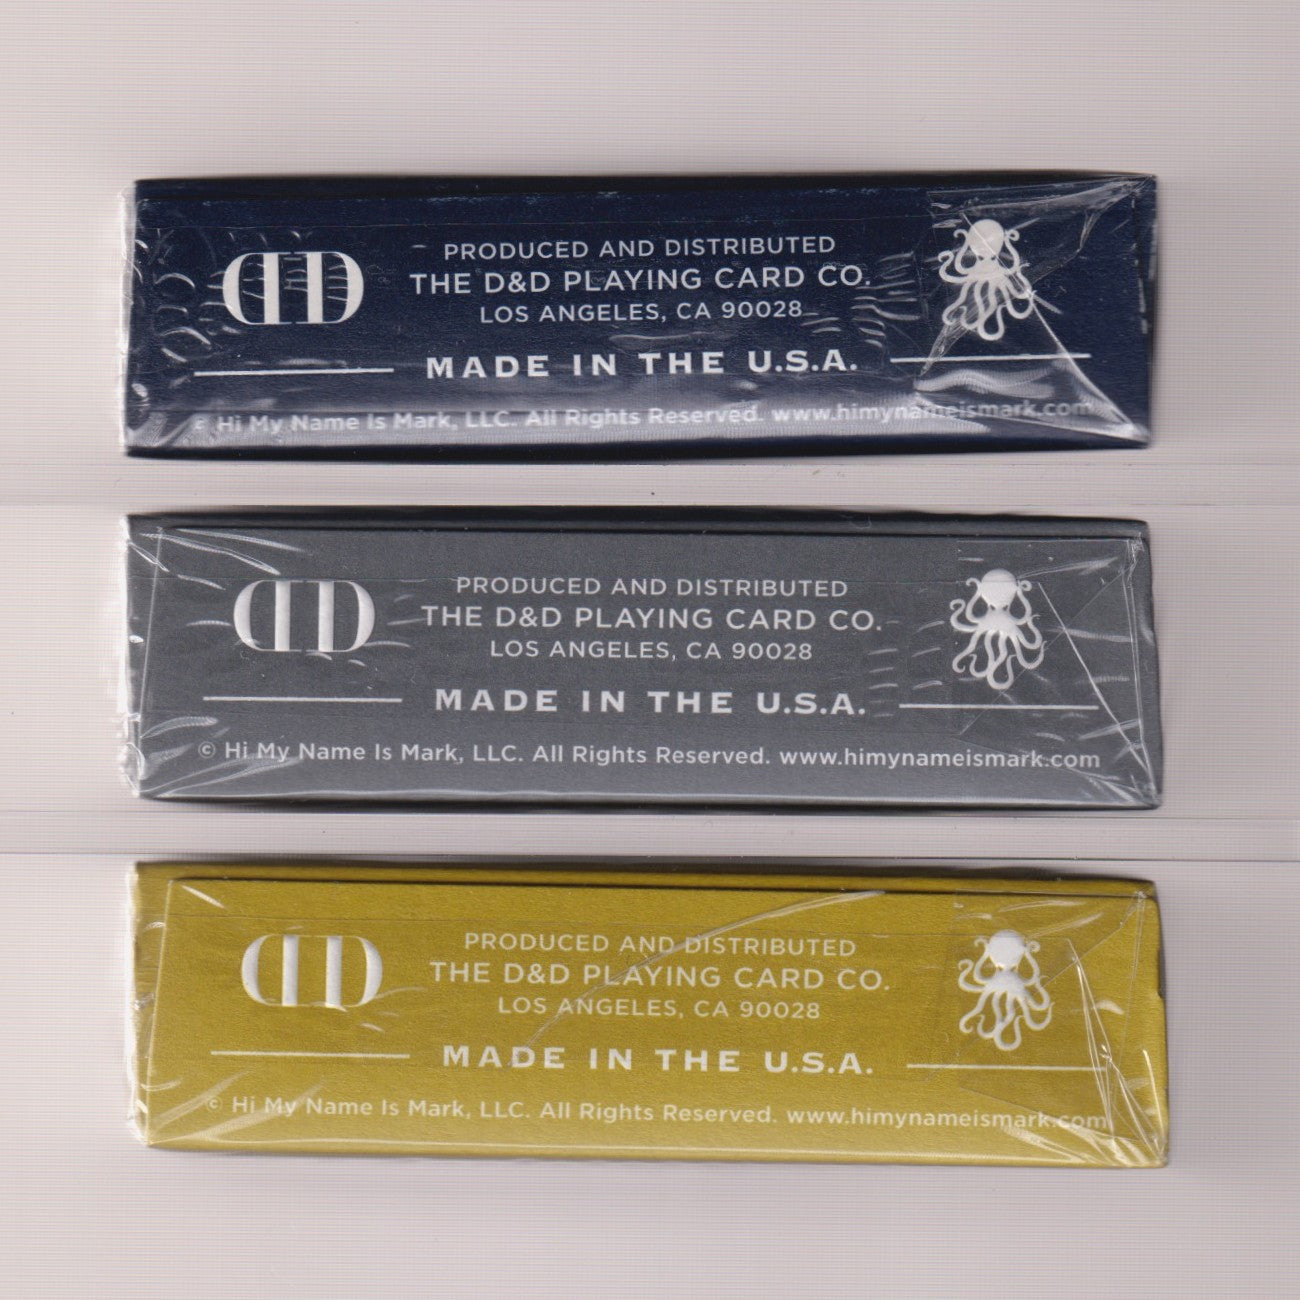 DD
PRODUCED AND DISTRIBUTED
THE D&D PLAYING CARD CO.
LOS ANGELES, CA 90028
MADE IN THE U.S.A.
© Hi My Name Is Mark, LLC. All Rights Reserved. www.himynameismark.com
DD
PRODUCED AND DISTRIBUTED
THE D&D PLAYING CARD CO.
LOS ANGELES, CA 90028
MADE IN THE U.S.A.
© Hi My Name Is Mark, LLC. All Rights Reserved. www.himynameismark.com
DD
PRODUCED AND DISTRIBUTED
THE D&D PLAYING CARD CO.
LOS ANGELES, CA 90028
MADE IN THE U.S.A.
© Hi My Name Is Mark, LLC. All Rights Reserved. www.himynameismark.com